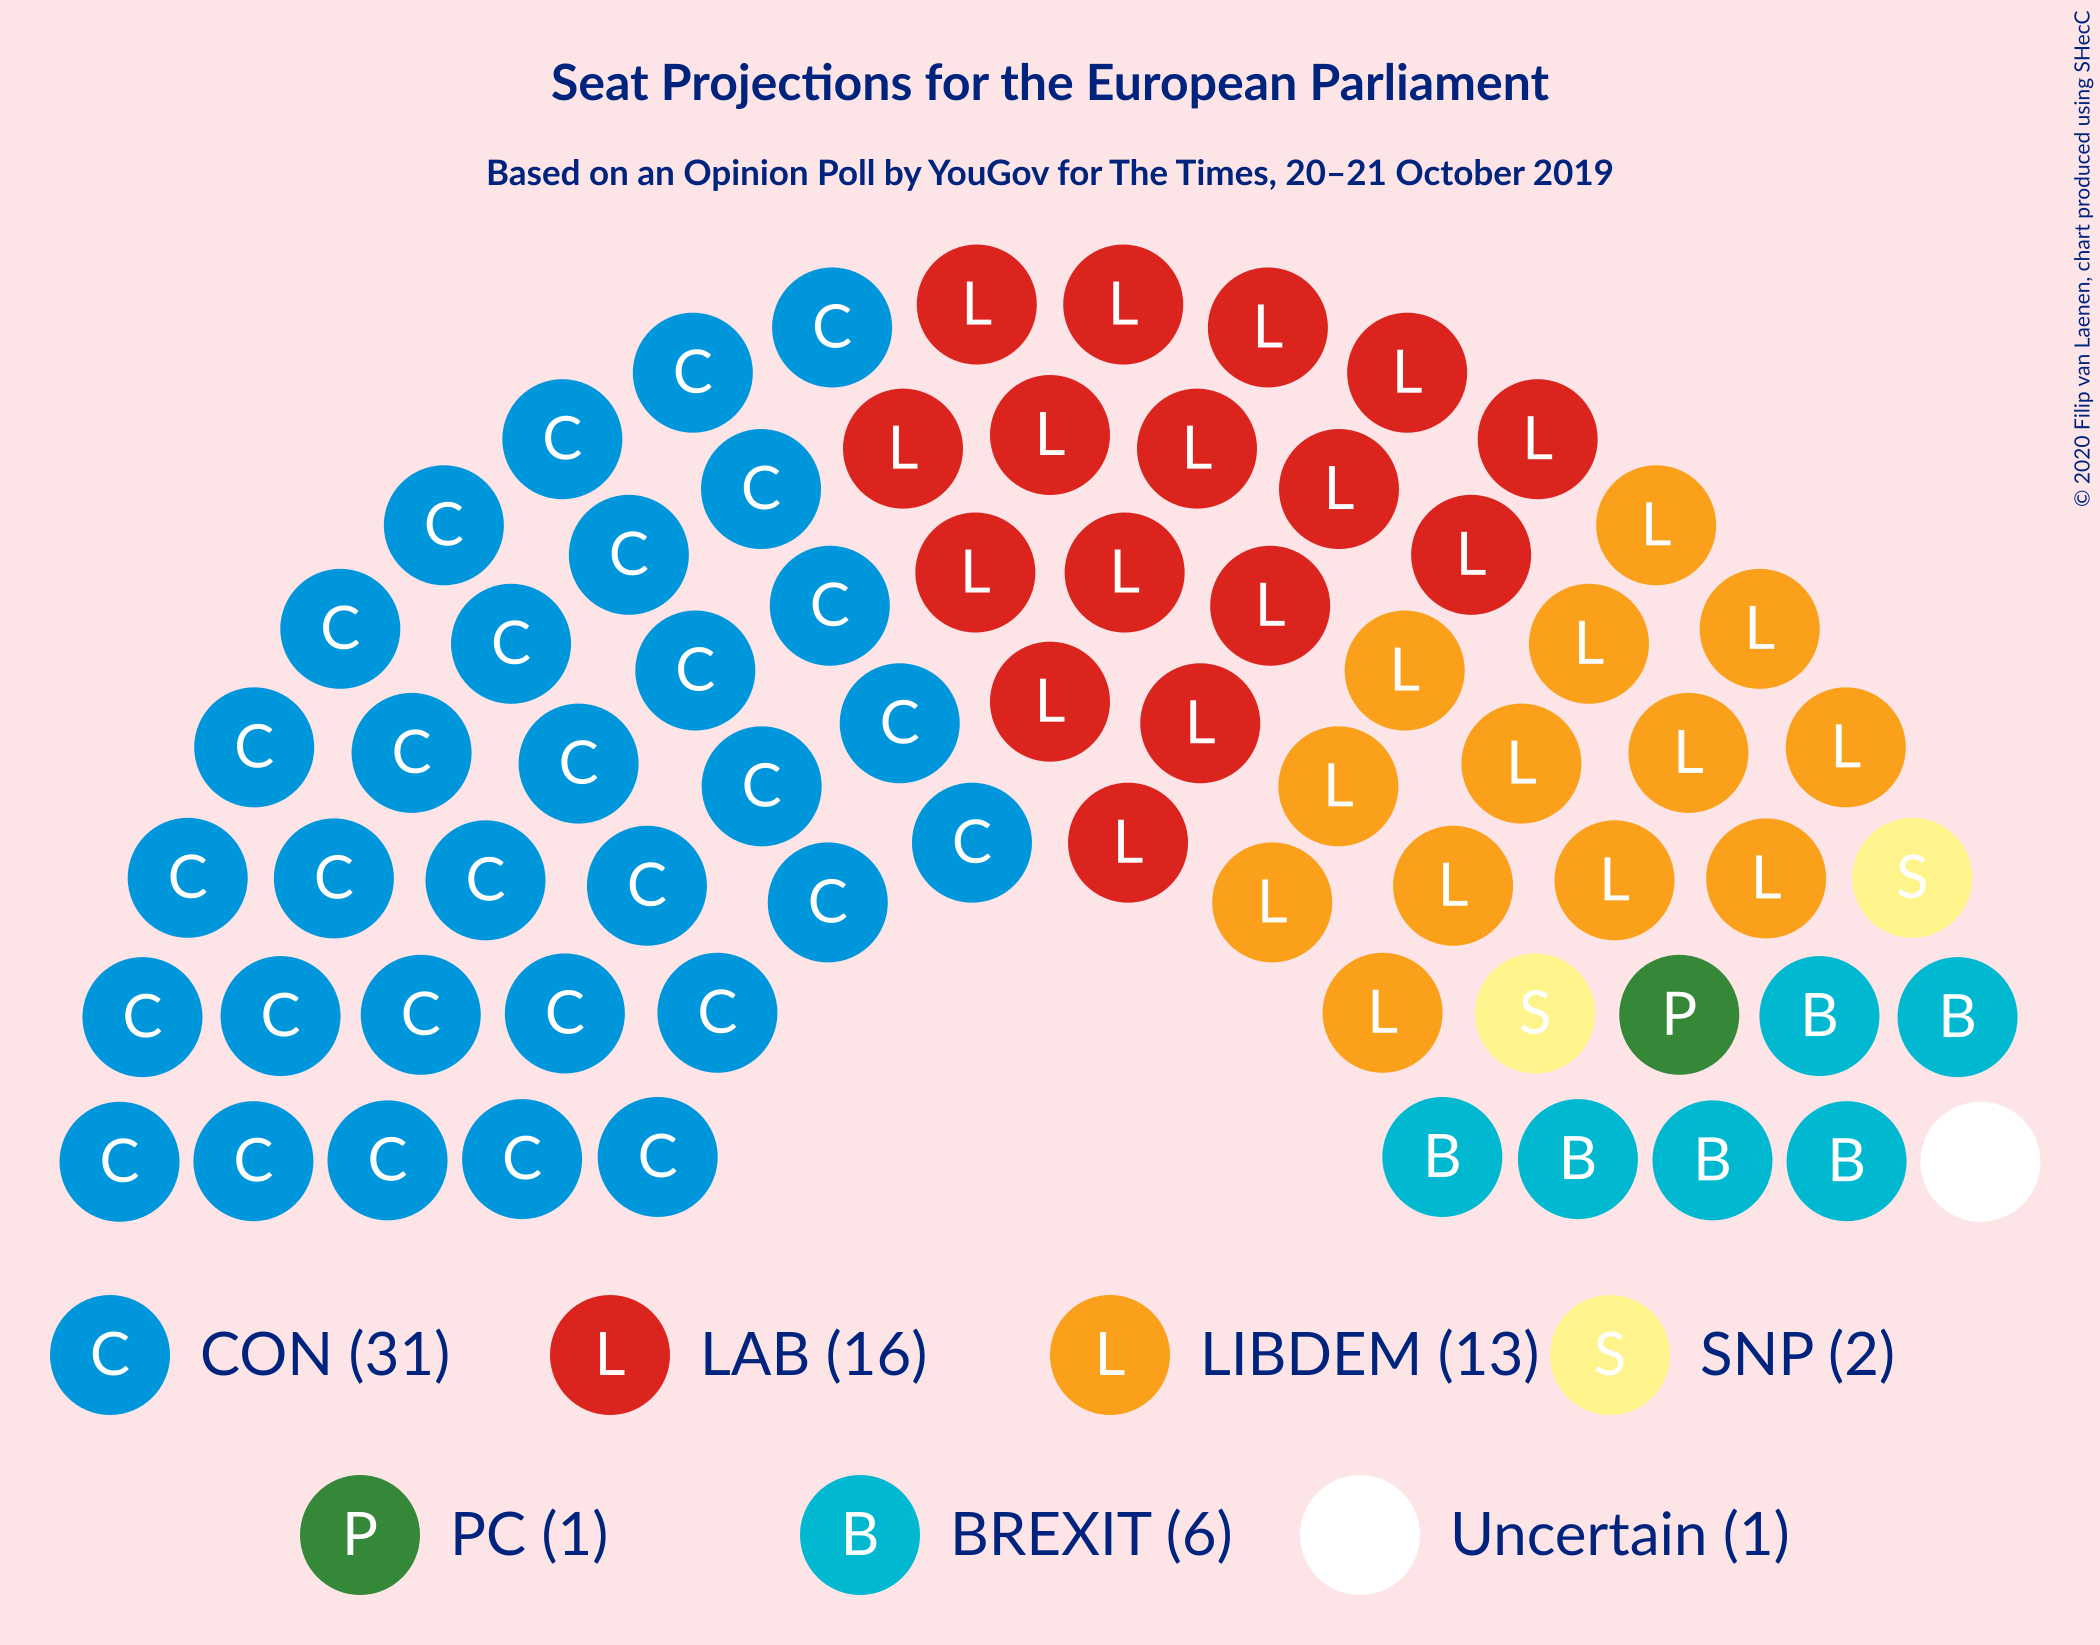 Seat Projections for the European Parliament
Based on an Opinion Poll by YouGov for The Times, 20–21 October 2019
© 2020 Filip van Laenen, chart produced using SHecC
L L
C L
C L
C L L L C L
C L L C L
C L L L
C L
C L C L
C L C L
L L
C L C L
C L C L
C L
C L
C C C C L L L S
C L
C C C C C L S P B B
C C C C C B B B B
C CON (31) L LAB (16) L LIBDEM (13) S SNP (2)
P PC (1) B BREXIT (6) Uncertain (1)